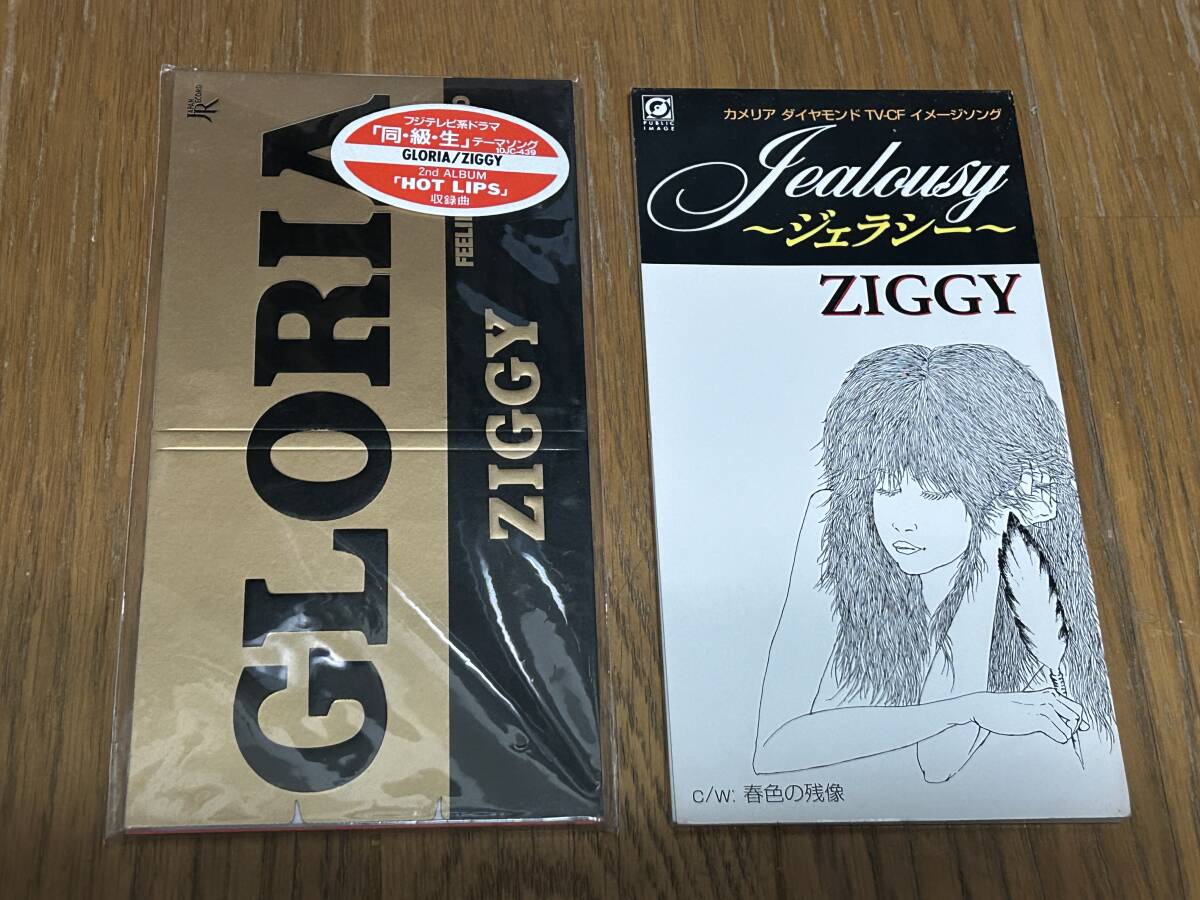 JAPAN RECORD
JR
GLORIA
フジテレビ系ドラマ
「同・級・生」テーマソング
10JC-439
GLORIA/ZIGGY
2nd ALBUM
「HOT LIPS」
収録曲
ZIGGY
PUBLIC
IMAGE
カメリア ダイヤモンド TV-CF イメージソング
Jealousy
～ジェラシー～
ZIGGY
c/w: 春色の残像